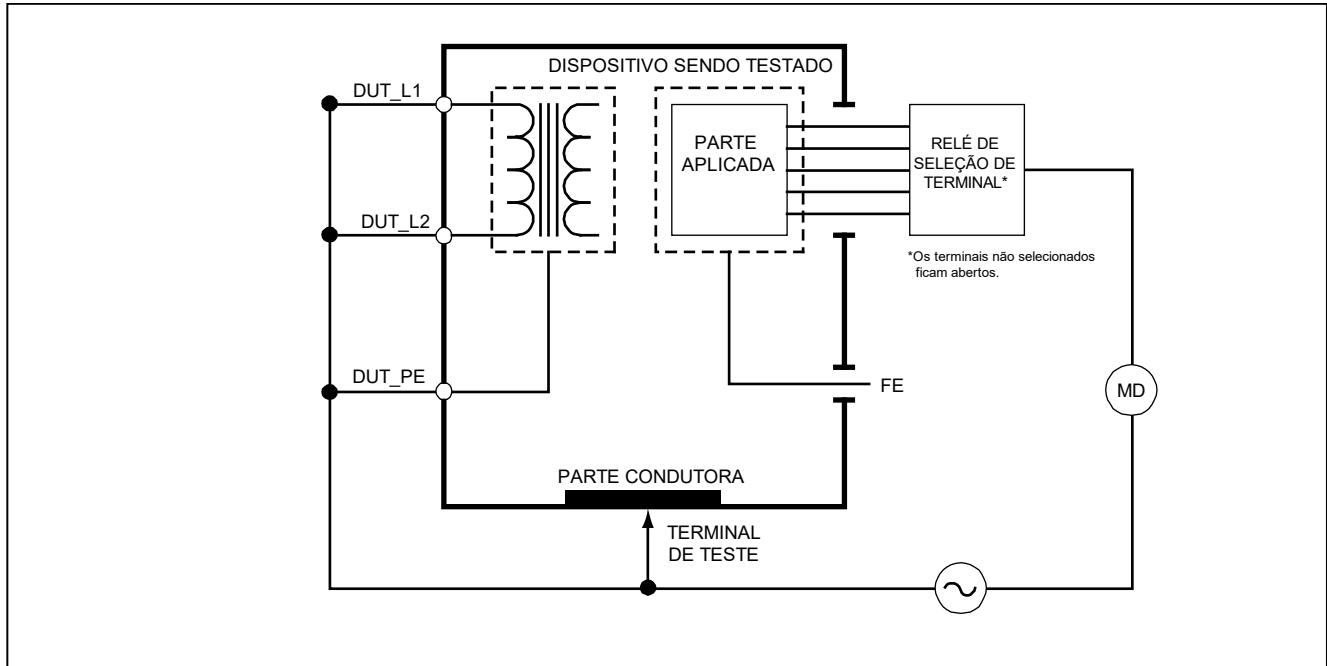 DISPOSITIVO SENDO TESTADO
DUT_L1
PARTE
APLICADA
RELÉ DE
SELEÇÃO DE
TERMINAL*
DUT_L2
*Os terminais não selecionados
ficam abertos.
DUT_PE
FE
MD
PARTE CONDUTORA
TERMINAL
DE TESTE